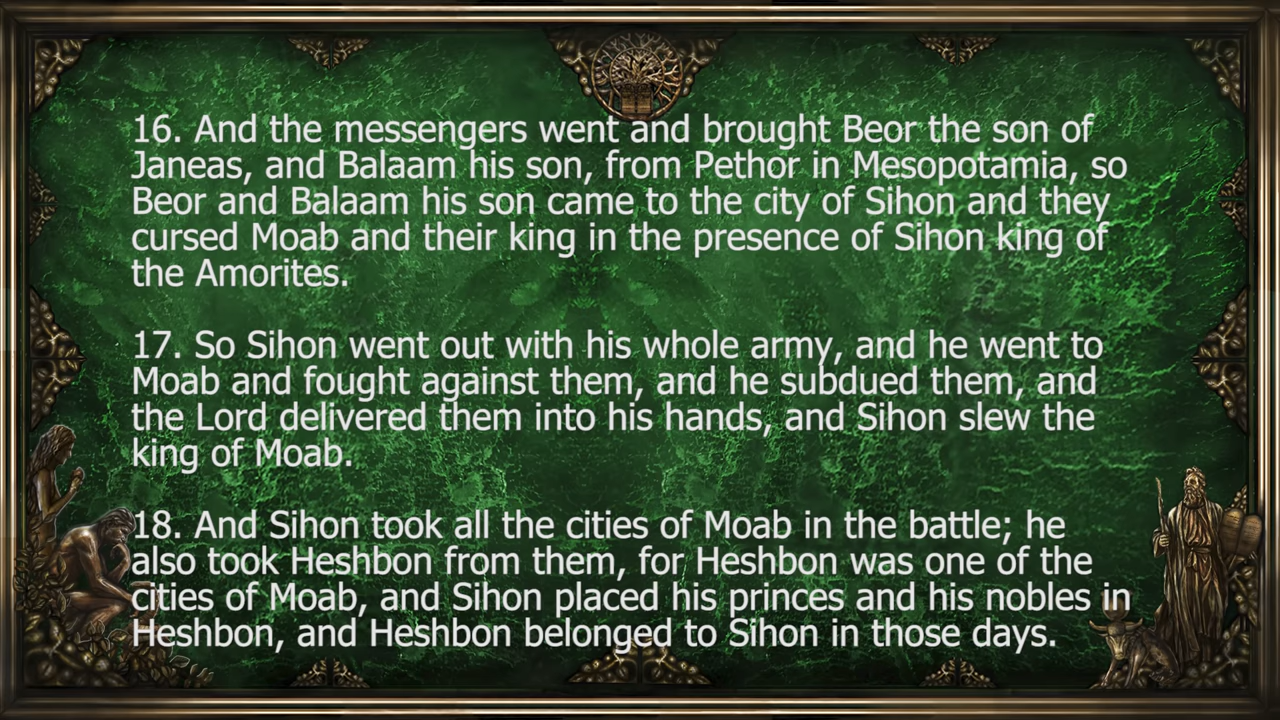 16. And the messengers went and brought Beor the son of
Janeas, and Balaam his son, from Pethor in Mesopotamia, so
Beor and Balaam his son came to the city of Sihon and they
cursed Moab and their king in the presence of Sihon king of
the Amorites.
17. So Sihon went out with his whole army, and he went to
Moab and fought against them, and he subdued them, and
the Lord delivered them into his hands, and Sihon slew the
king of Moab.
18. And Sihon took all the cities of Moab in the battle; he
also took Heshbon from them, for Heshbon was one of the
cities of Moab, and Sihon placed his princes and his nobles in
Heshbon, and Heshbon belonged to Sihon in those days.